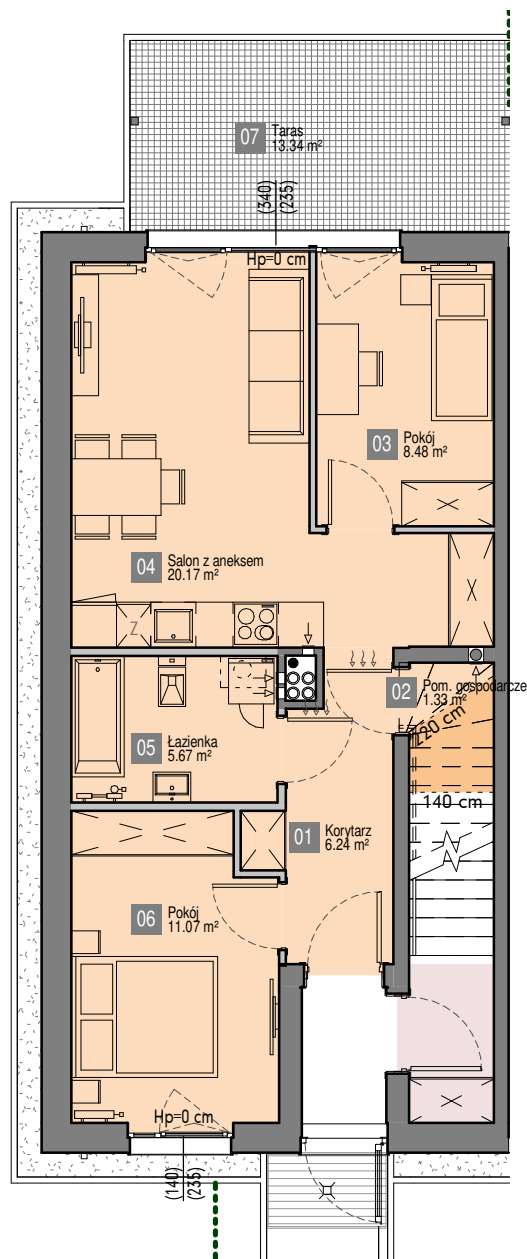 07 Taras
13.34 m²
(340)
(235)
Hp=0 cm
03 Pokój
8.48 m²
04 Salon z aneksem
20.17 m²
Z
02 Pom. gospodarcze
1.33 m²
220 cm
05 Łazienka
5.67 m²
140 cm
01 Korytarz
6.24 m²
06 Pokój
11.07 m²
Hp=0 cm
(140)
(235)